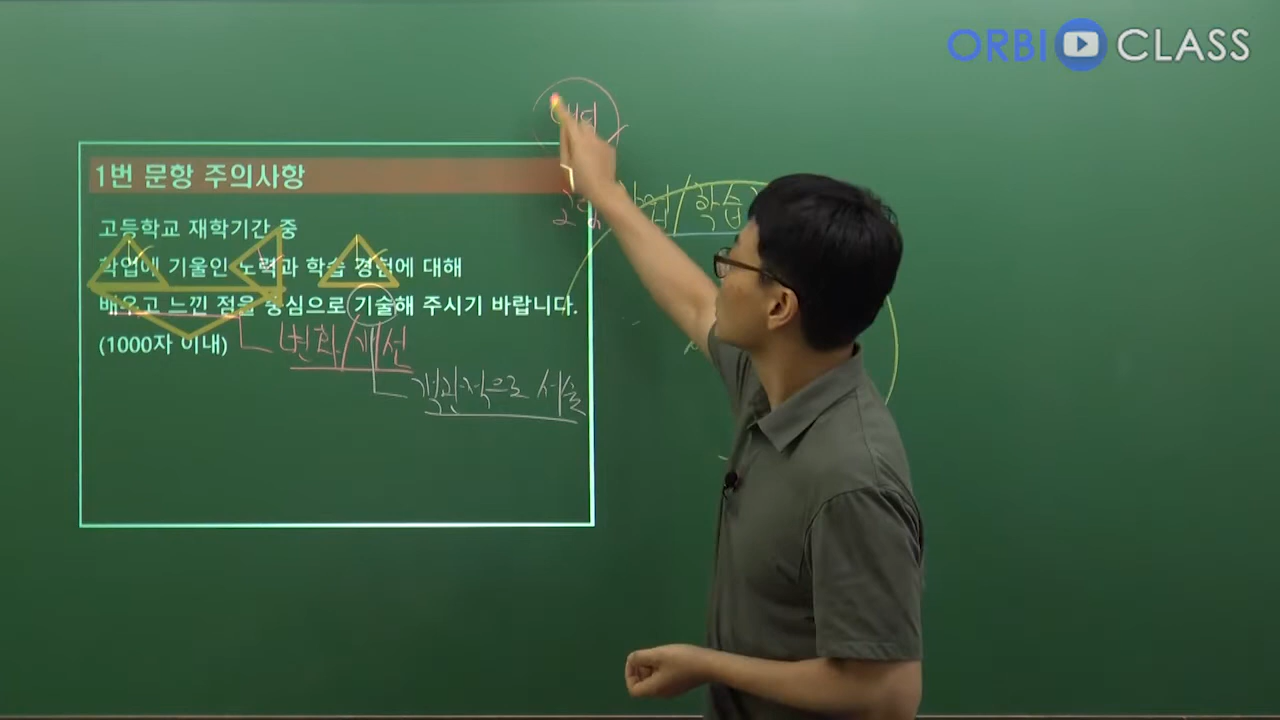 ORBI CLASS
1번 문항 주의사항
고등학교 재학기간 중
학업에 기울인 노력과 학습 경험에 대해
배우고 느낀 점을 중심으로 기술해 주시기 바랍니다.
(1000자 이내)
변화/개선
객관적으로 서술
/학습